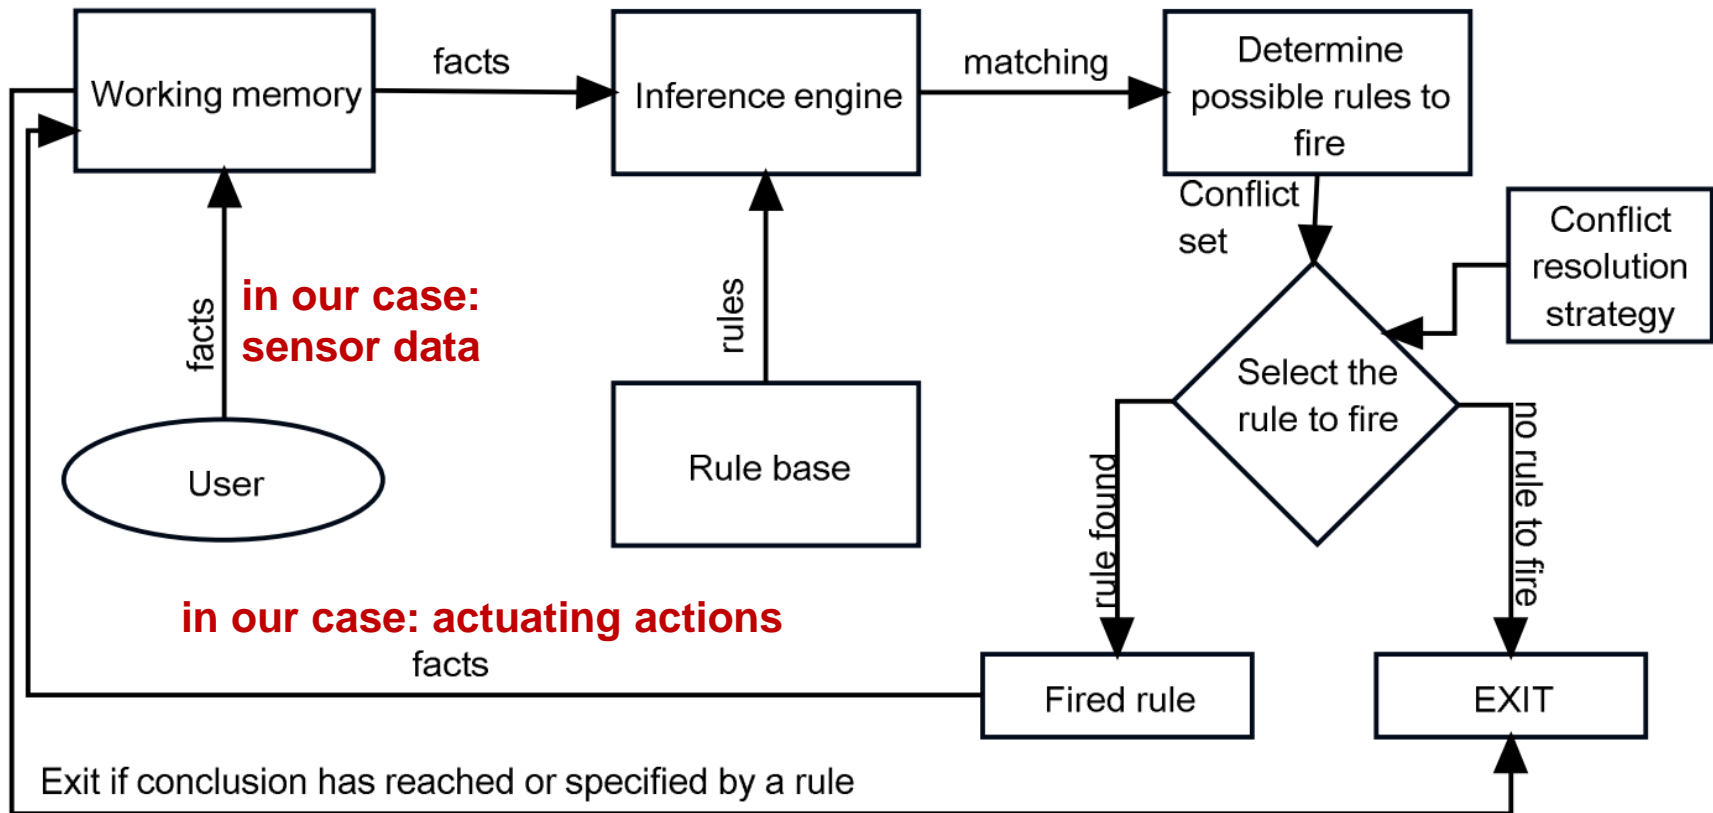 Working memory
facts
Inference engine
matching
Determine
possible rules to
fire
Conflict
set
Conflict
resolution
strategy
in our case:
sensor data
facts
rules
Select the
rule to fire
User
Rule base
rule found
no rule to fire
in our case: actuating actions
facts
Fired rule
EXIT
Exit if conclusion has reached or specified by a rule